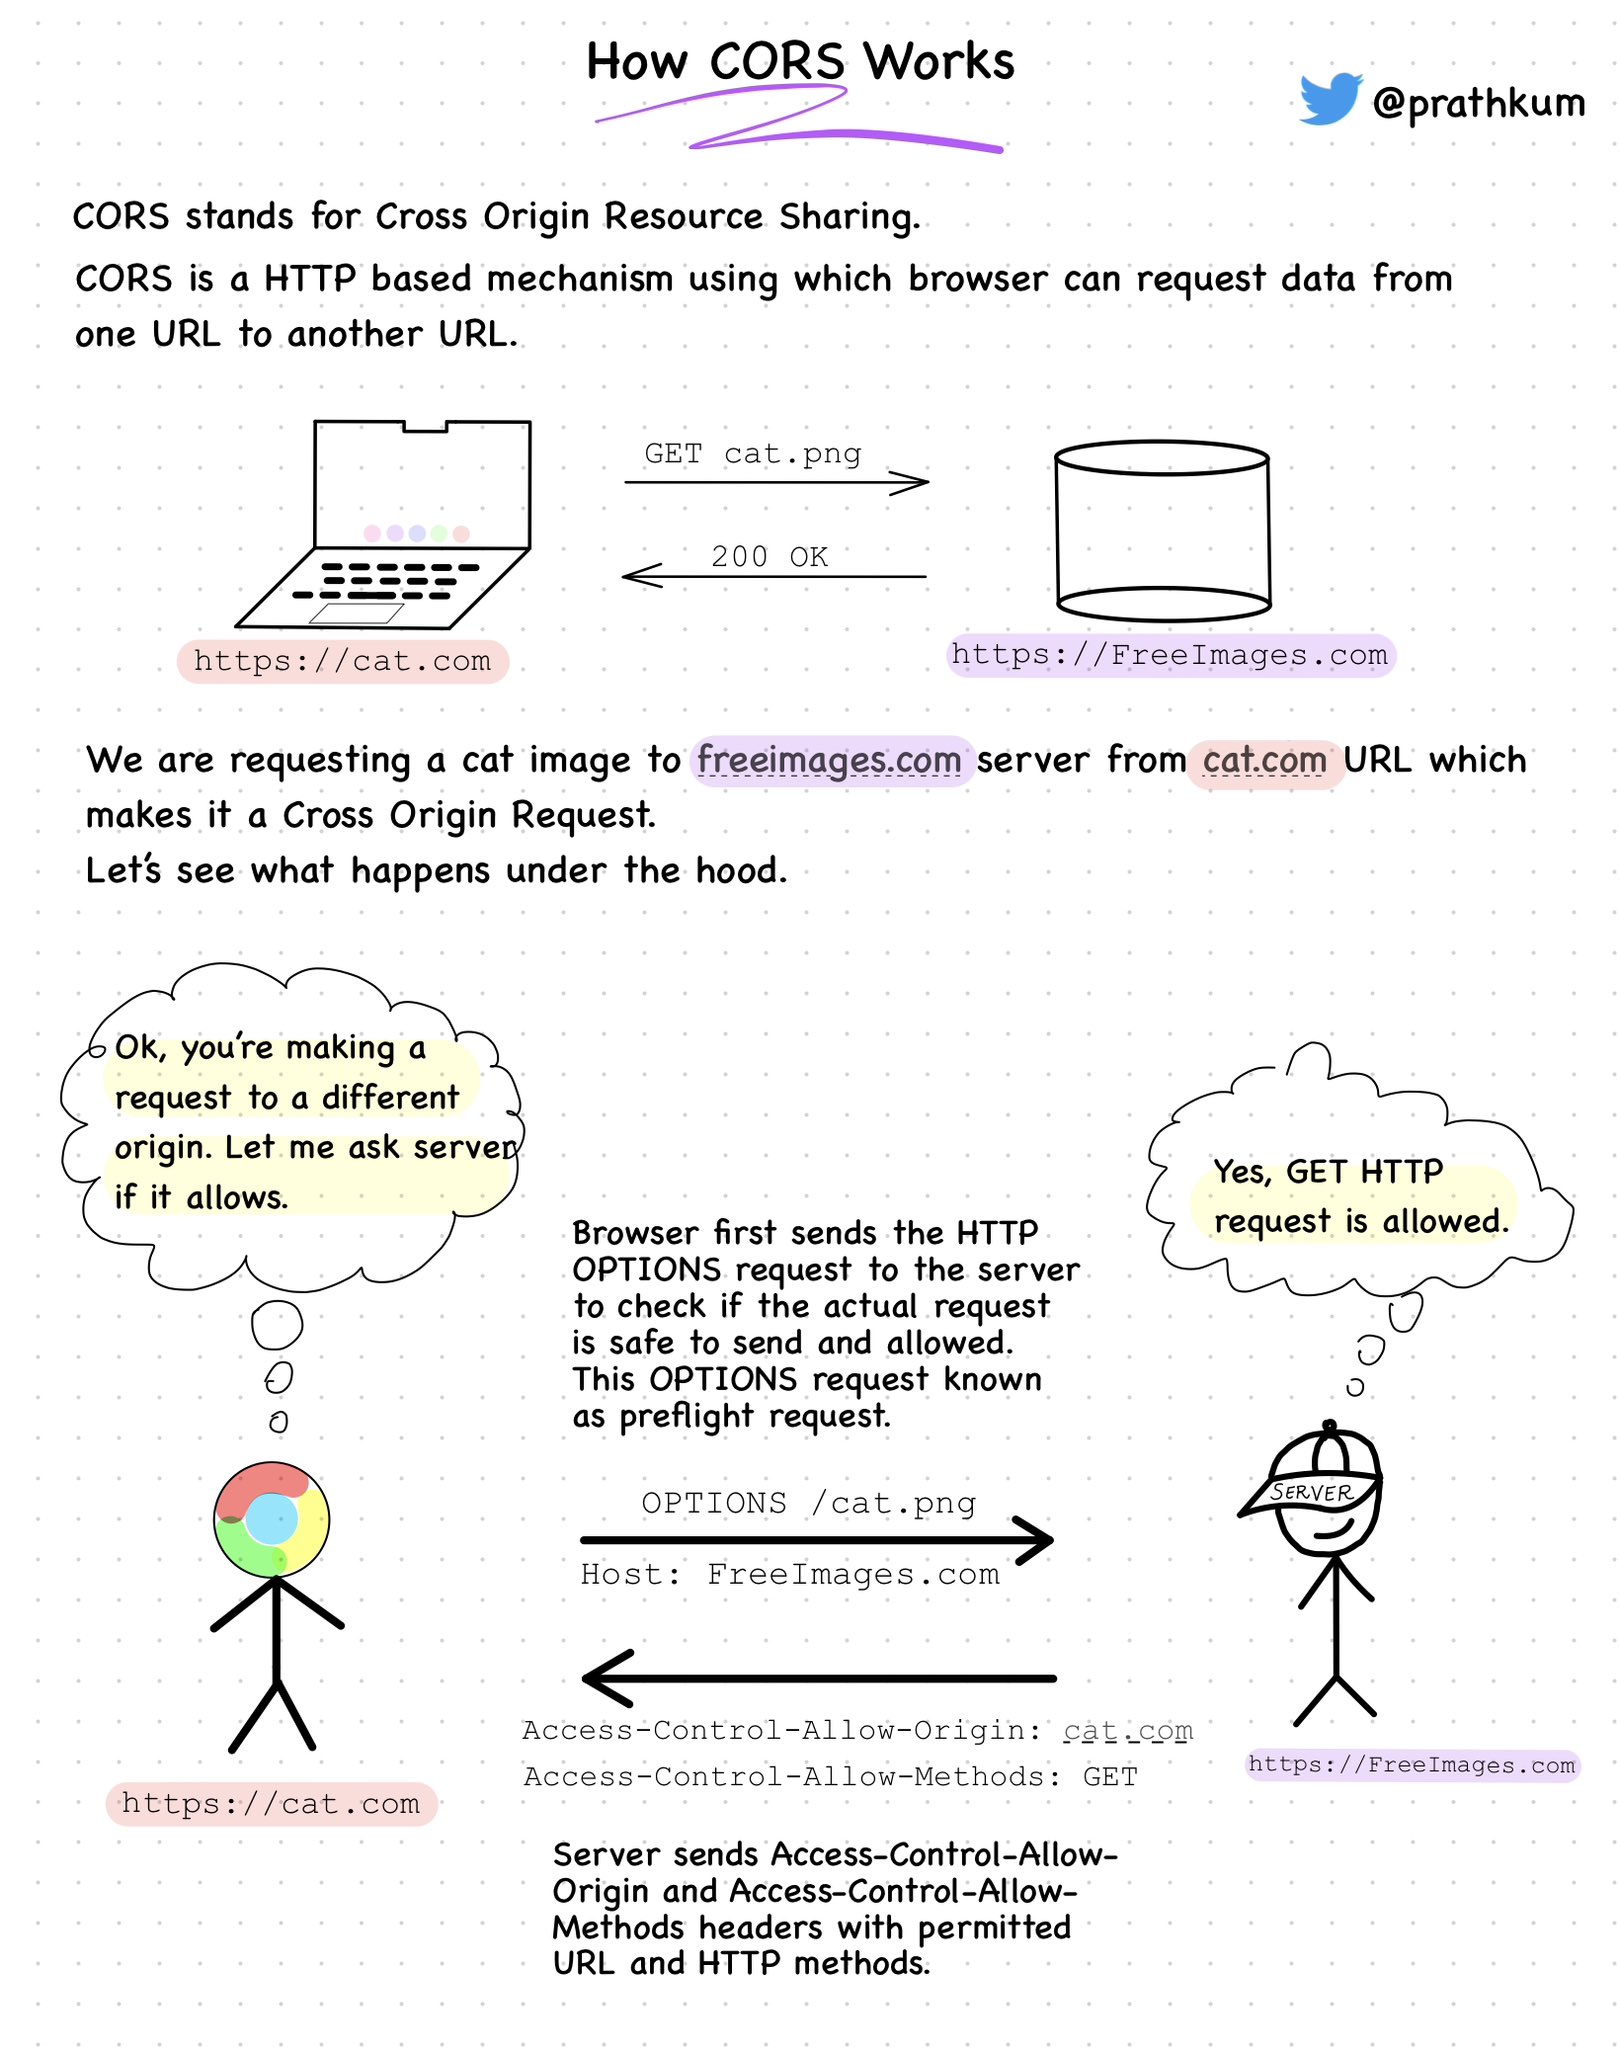 How CORS Works
@prathkum
CORS stands for Cross Origin Resource Sharing.
CORS is a HTTP based mechanism using which browser can request data from
one URL to another URL.
GET cat.png
200 OK
https://cat.com
https://FreeImages.com
We are requesting a cat image to freeimages.com server from cat.com URL which
makes it a Cross Origin Request.
Let's see what happens under the hood.
Ok, you're making a
request to a different
origin. Let me ask server
if it allows.
Yes, GET HTTP
request is allowed.
Browser first sends the HTTP
OPTIONS request to the server
to check if the actual request
is safe to send and allowed.
This OPTIONS request known
as preflight request.
SERVER
OPTIONS /cat.png
Host: FreeImages.com
Access-Control-Allow-Origin: cat.com
Access-Control-Allow-Methods: GET
https://FreeImages.com
https://cat.com
Server sends Access-Control-Allow-
Origin and Access-Control-Allow-
Methods headers with permitted
URL and HTTP methods.